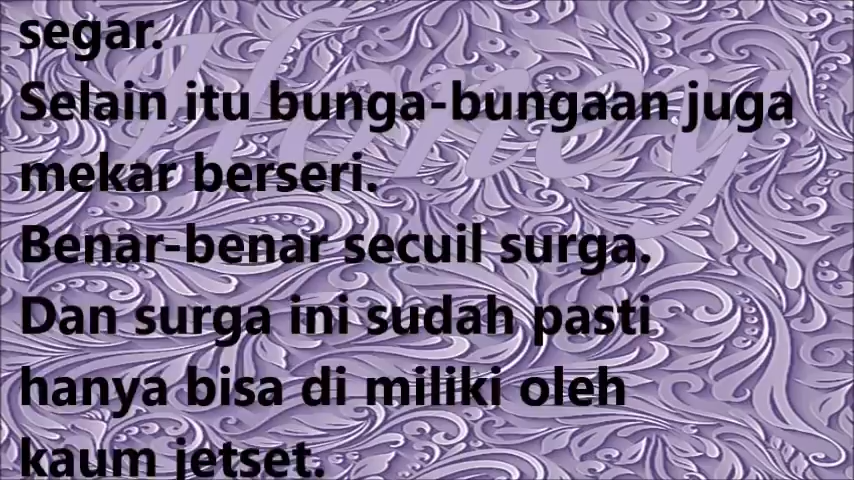 Honey
segar.
Selain itu bunga-bungaan juga
mekar berseri.
Benar-benar secuil surga.
Dan surga ini sudah pasti
hanya bisa di miliki oleh
kaum jetset.